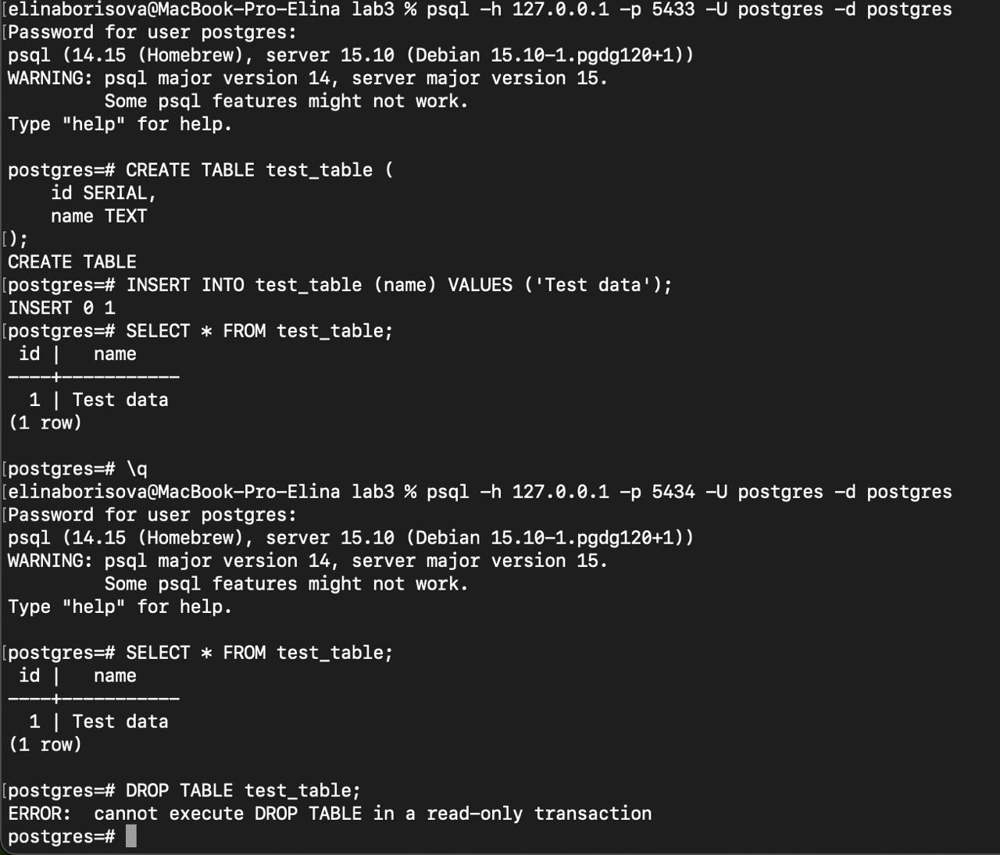 [elinaborisova@MacBook-Pro-Elina lab3 % psql -h 127.0.0.1 -p 5433 -U postgres -d postgres
[Password for user postgres:
psql (14.15 (Homebrew), server 15.10 (Debian 15.10-1.pgdg120+1))
WARNING: psql major version 14, server major version 15.
         Some psql features might not work.
Type "help" for help.

postgres=# CREATE TABLE test_table (
    id SERIAL,
    name TEXT
[);
CREATE TABLE
[postgres=# INSERT INTO test_table (name) VALUES ('Test data');
INSERT 0 1
[postgres=# SELECT * FROM test_table;
 id |   name
----+-----------
  1 | Test data
(1 row)

[postgres=# \q
[elinaborisova@MacBook-Pro-Elina lab3 % psql -h 127.0.0.1 -p 5434 -U postgres -d postgres
[Password for user postgres:
psql (14.15 (Homebrew), server 15.10 (Debian 15.10-1.pgdg120+1))
WARNING: psql major version 14, server major version 15.
         Some psql features might not work.
Type "help" for help.

[postgres=# SELECT * FROM test_table;
 id |   name
----+-----------
  1 | Test data
(1 row)

[postgres=# DROP TABLE test_table;
ERROR:  cannot execute DROP TABLE in a read-only transaction
postgres=#